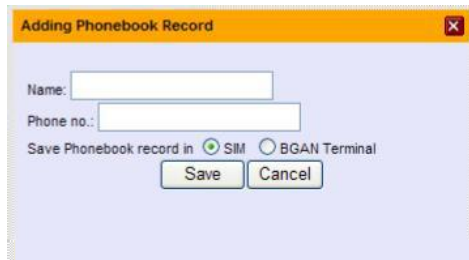 Adding Phonebook Record
Name:
Phone no.:
Save Phonebook record in SIM BGAN Terminal
Save Cancel